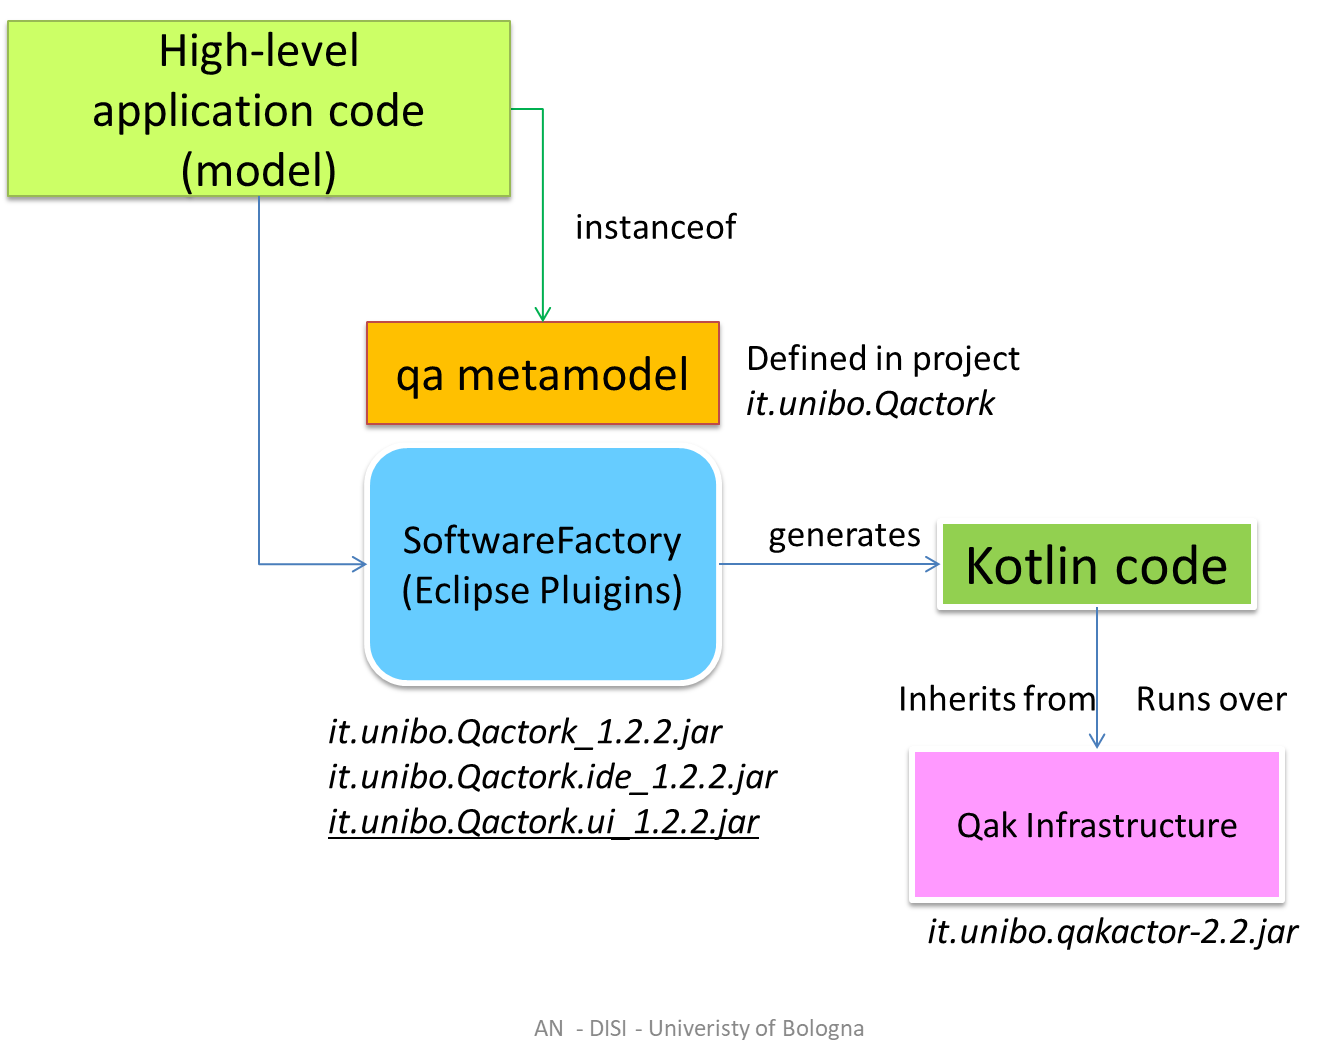 High-level
application code
(model)
instanceof
qa metamodel
Defined in project
it.unibo.Qactork
SoftwareFactory
(Eclipse Pluigins)
generates
Kotlin code
Inherits from
Runs over
it.unibo.Qactork_1.2.2.jar
it.unibo.Qactork.ide_1.2.2.jar
it.unibo.Qactork.ui_1.2.2.jar
Qak Infrastructure
it.unibo.qakactor-2.2.jar
AN - DISI - Univeristy of Bologna